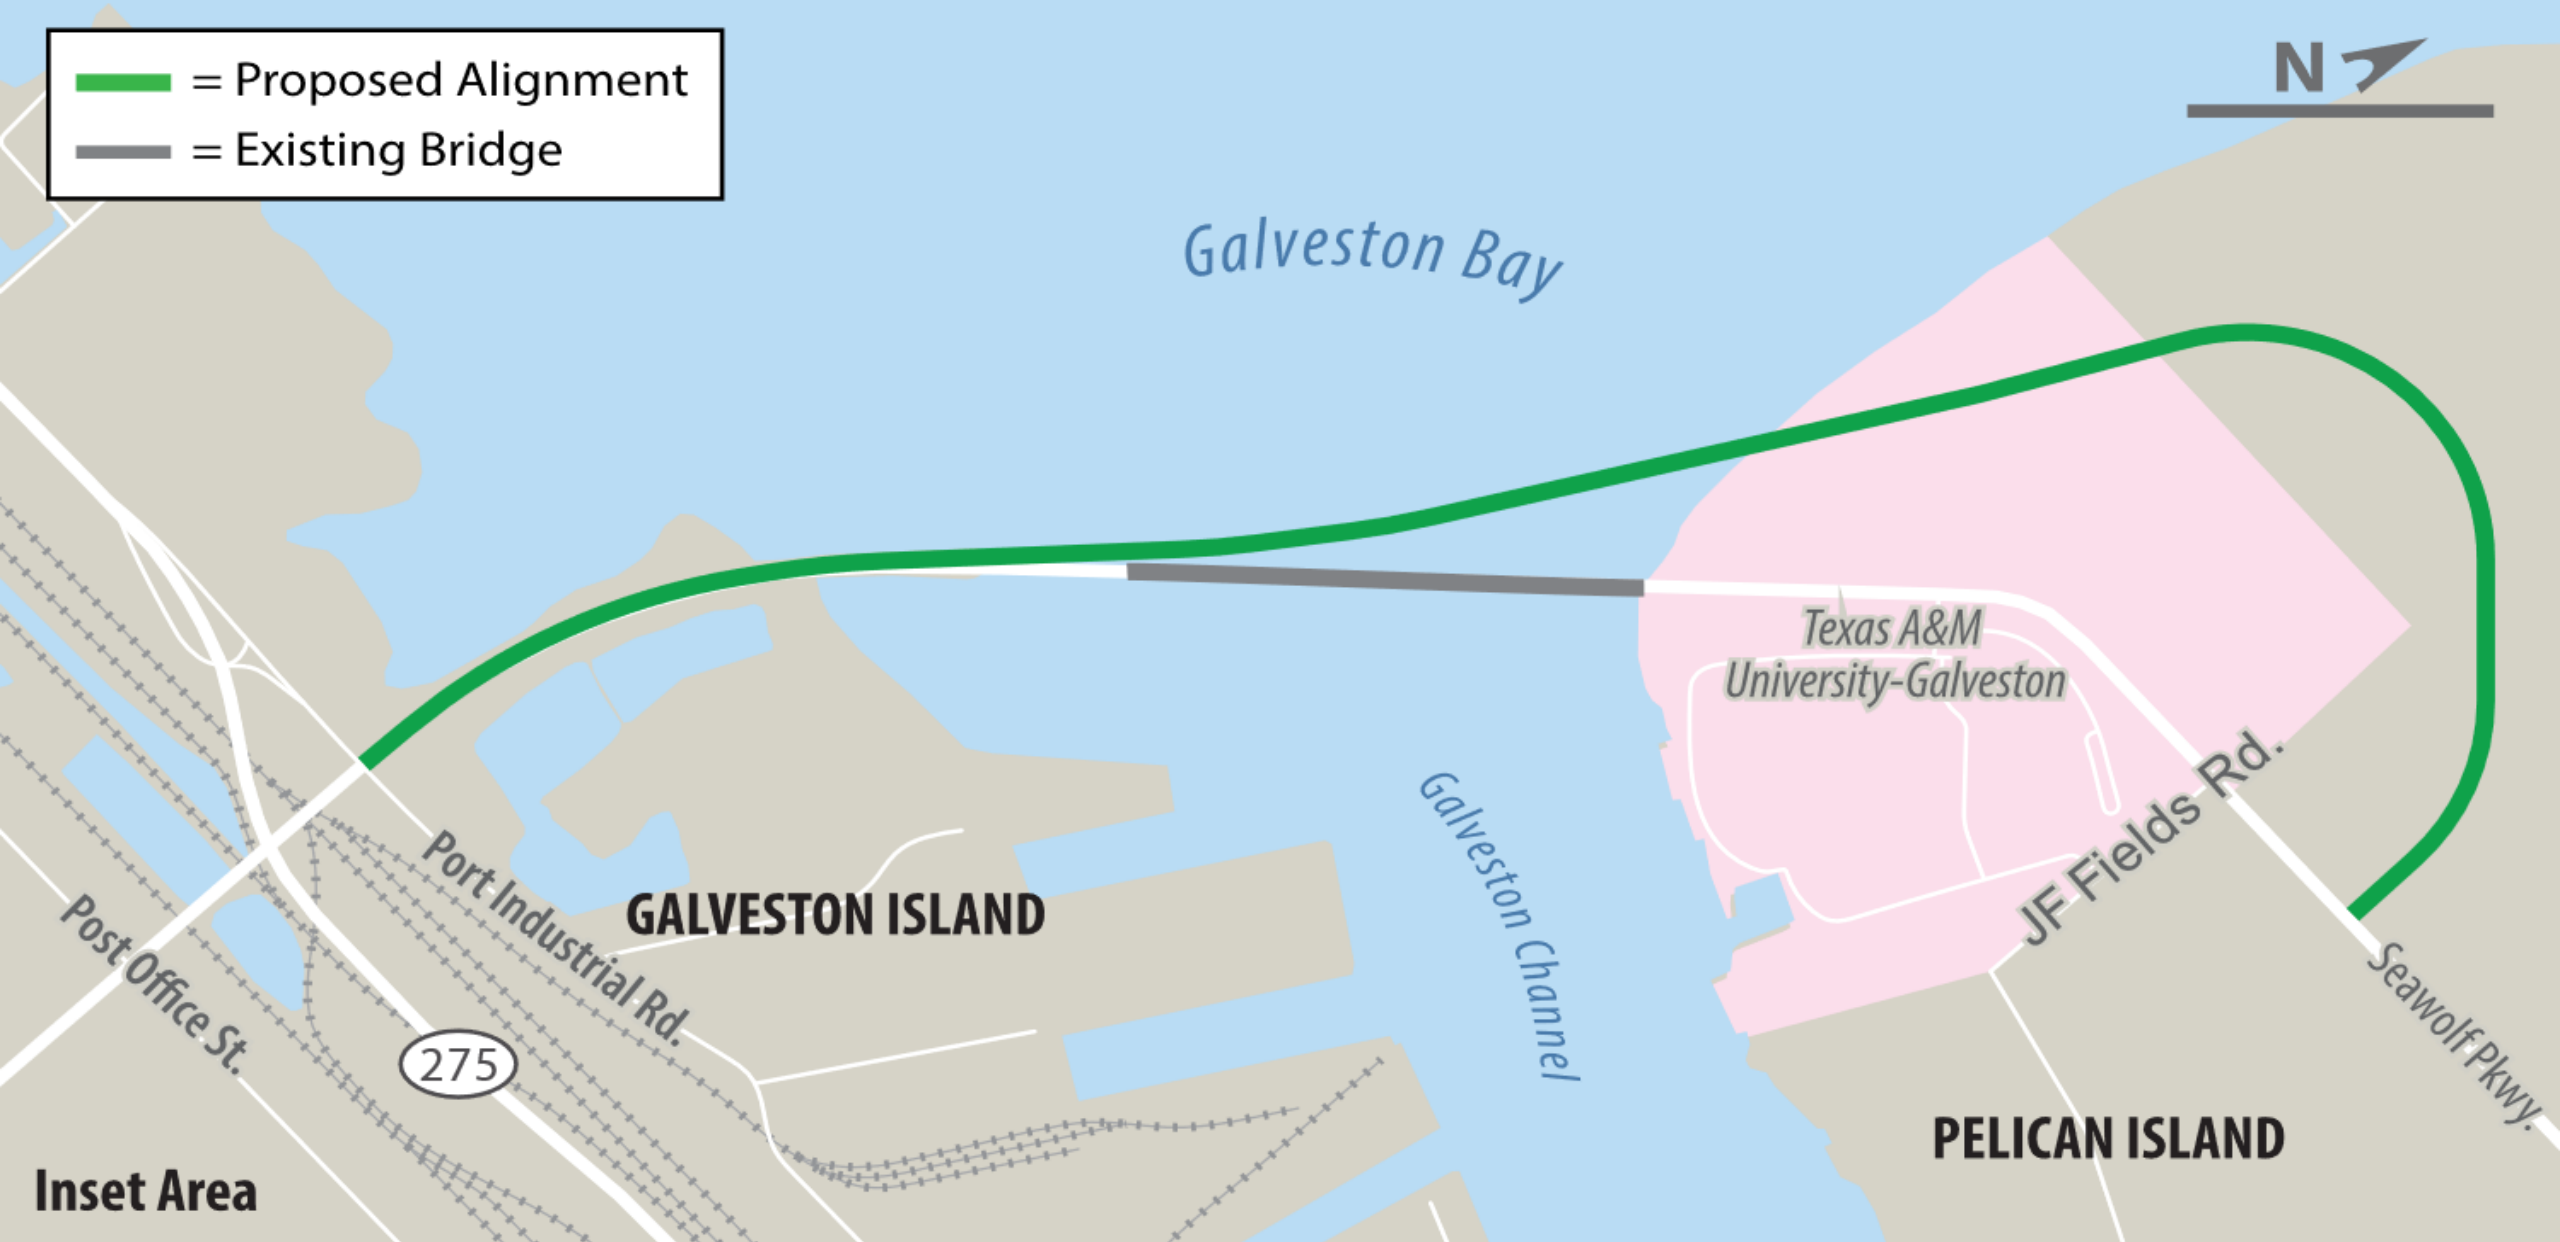 = Proposed Alignment
= Existing Bridge
N
Galveston Bay
Texas A&M
University-Galveston
JF Fields Rd.
Galveston Channel
Port Industrial Rd.
GALVESTON ISLAND
Post Office St.
275
Seawolf Pkwy.
PELICAN ISLAND
Inset Area